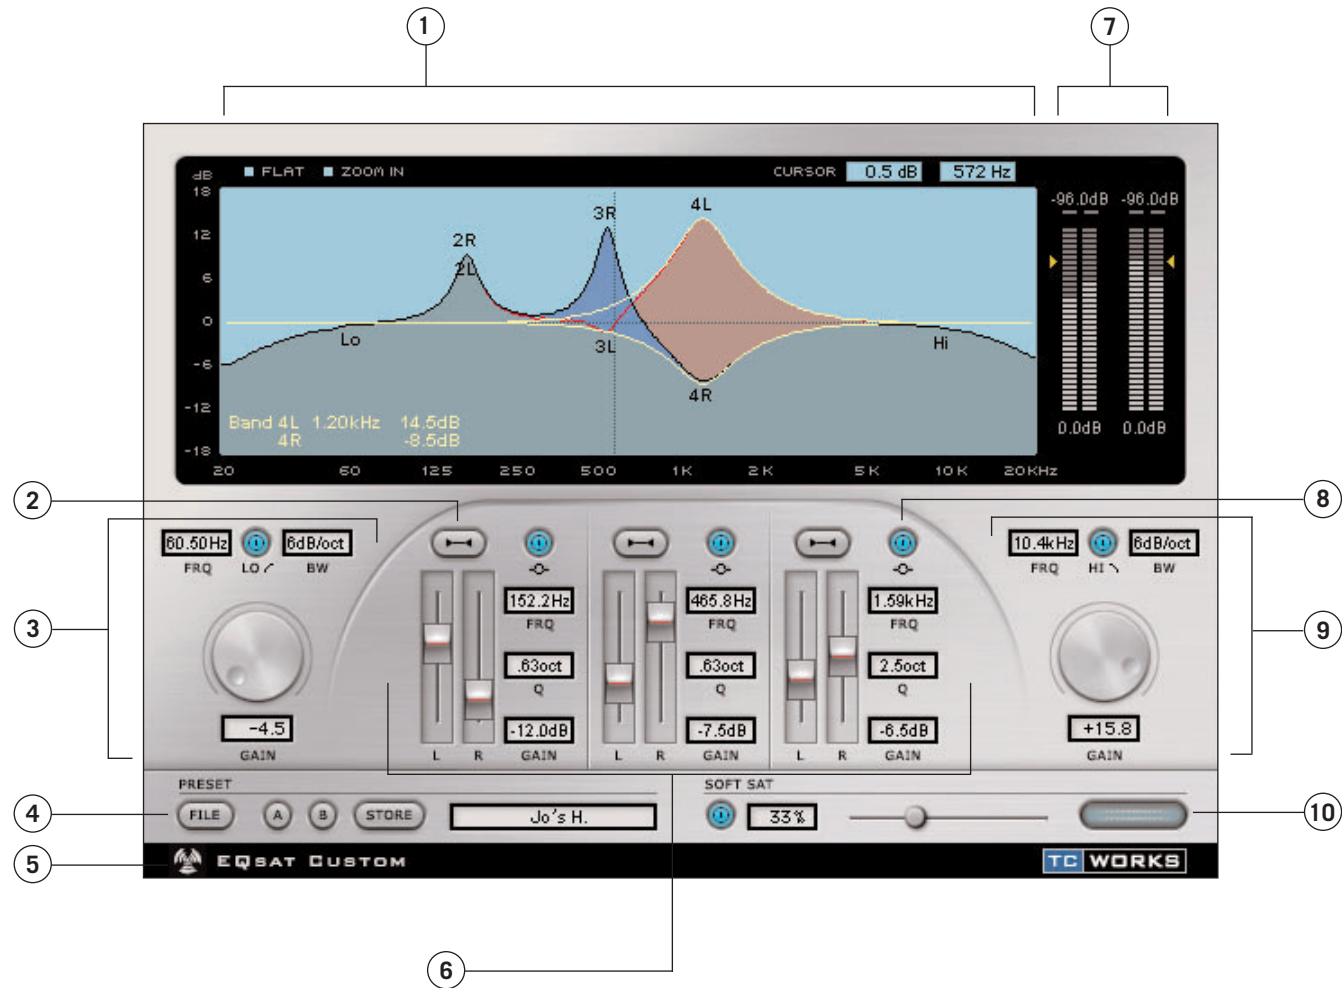 1
7
dB
FLAT
ZOOM IN
CURSOR 0.5 dB 572 Hz
18
12
6
0
-6
-12
-18
-96.0dB -96.0dB
4L
3R
2R
2L
Lo
3L
Hi
4R
Band 4L 1.20kHz 14.5dB
4R -8.5dB
0.0dB 0.0dB
20 60 125 250 500 1K 2K 5K 10K 20KHz
2
8
60.50Hz 6dB/oct
FRQ LO BW
10.4kHz 6dB/oct
FRQ HI BW
152.2Hz 465.8Hz 1.59kHz
FRQ FRQ FRQ
3
9
.63oct .63oct 2.5oct
Q Q Q
-4.5
GAIN
-12.0dB -7.5dB -6.5dB
L R GAIN L R GAIN L R GAIN
+15.8
GAIN
PRESET
SOFT SAT
4
FILE A B STORE Jo's H.
33%
10
5
EQSAT CUSTOM
TC WORKS
6